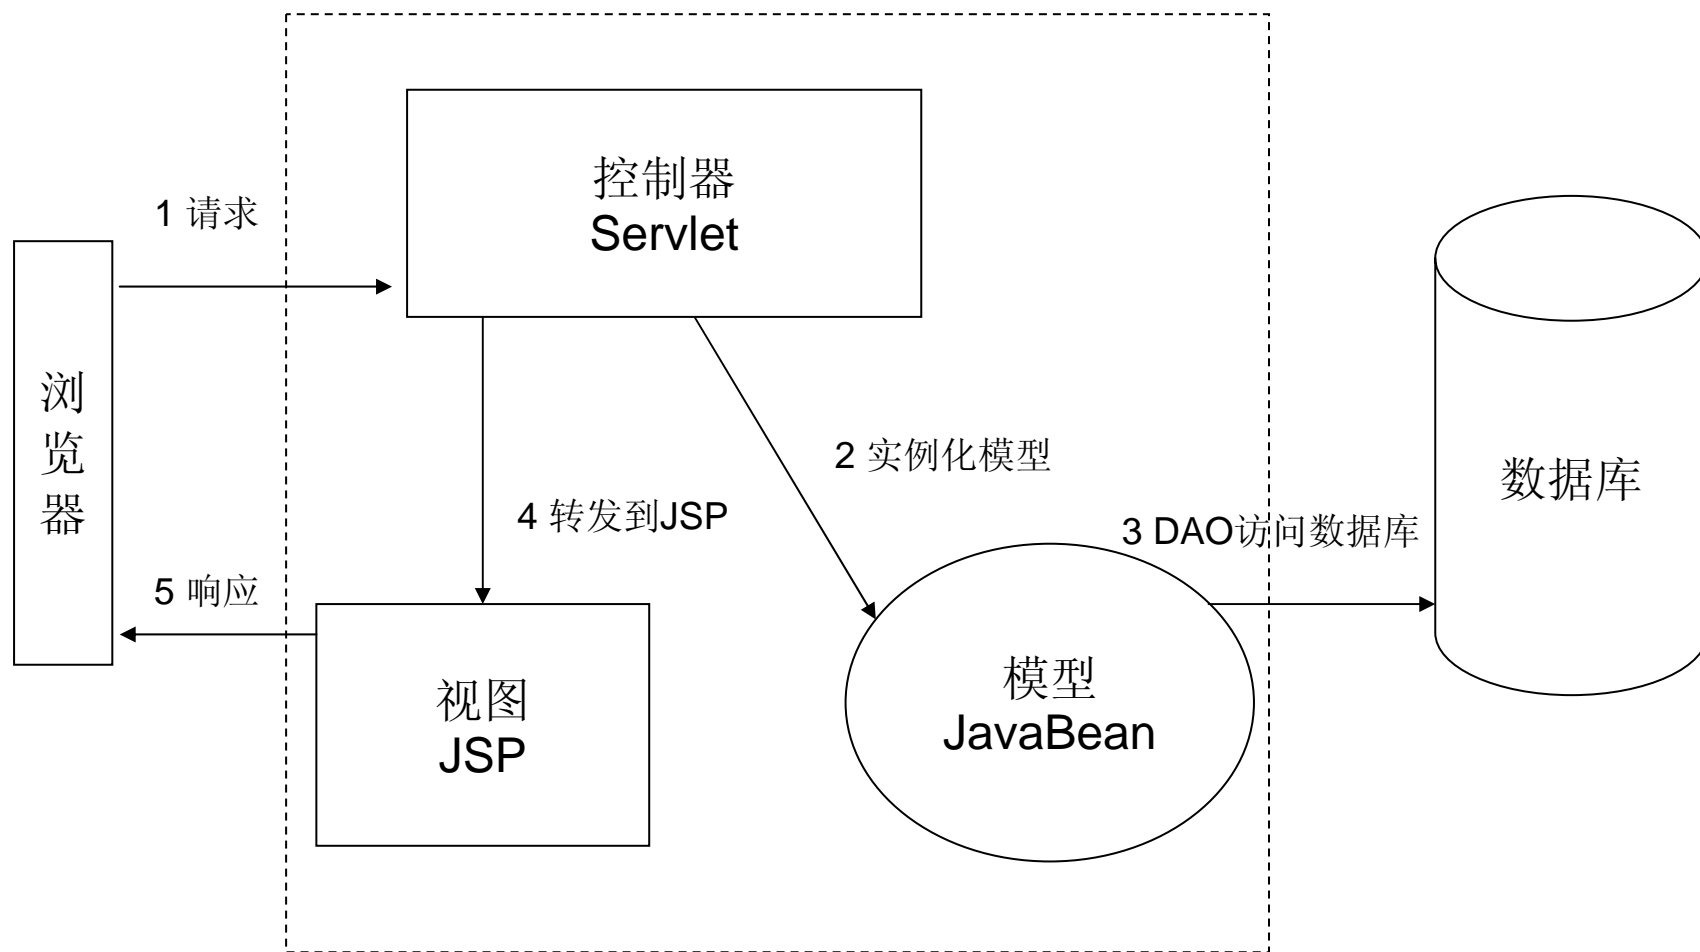 控制器
Servlet
1 请求
浏
览
器
2 实例化模型
数据库
4 转发到JSP
3 DAO访问数据库
5 响应
视图
JSP
模型
JavaBean